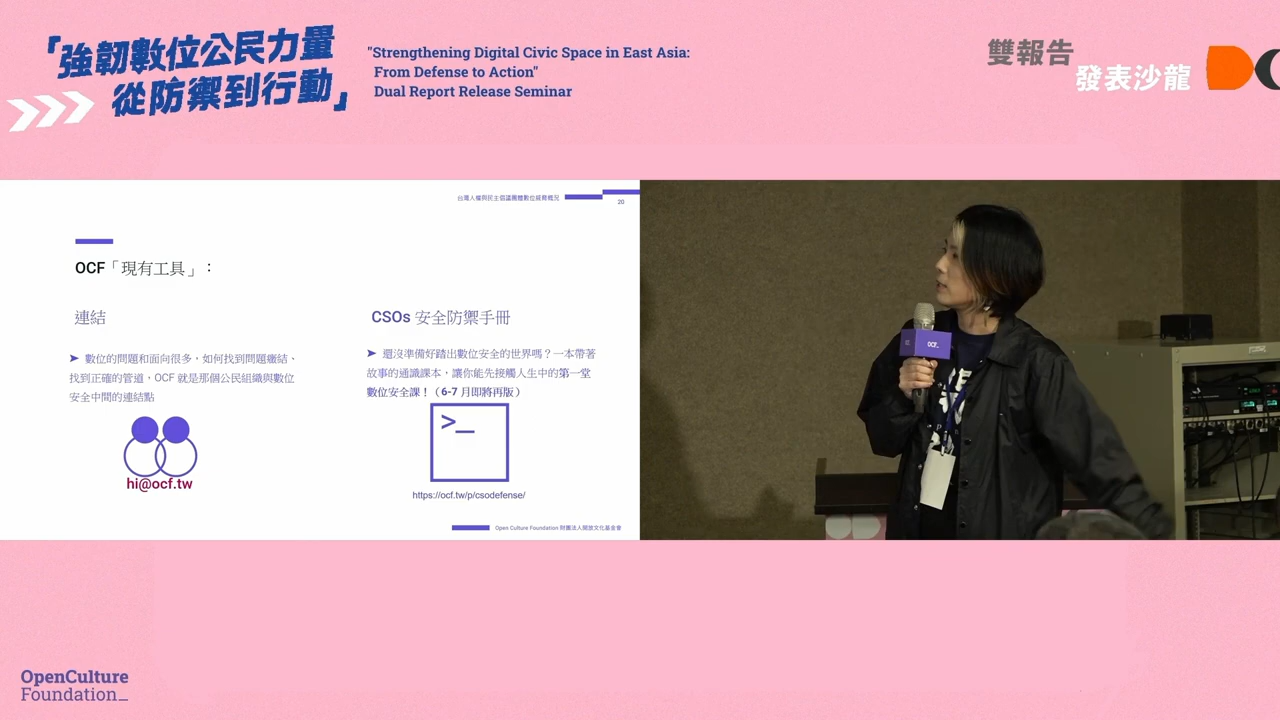 「強韌數位公民力量
從防禦到行動」
"Strengthening Digital Civic Space in East Asia:
From Defense to Action"
Dual Report Release Seminar
雙報告
發表沙龍
台灣人權與民主倡議團體數位威脅概況
20
OCF「現有工具」：
連結
➤ 數位的問題和面向很多，如何找到問題癥結、
找到正確的管道，OCF 就是那個公民組織與數位
安全中間的連結點
hi@ocf.tw
CSOs 安全防禦手冊
➤ 還沒準備好踏出數位安全的世界嗎？一本帶著
故事的通識課本，讓你能先接觸人生中的第一堂
數位安全課！（6-7 月即將再版）
>_
https://ocf.tw/p/csodefense/
Open Culture Foundation 財團法人開放文化基金會
OCF_
OpenCulture
Foundation_